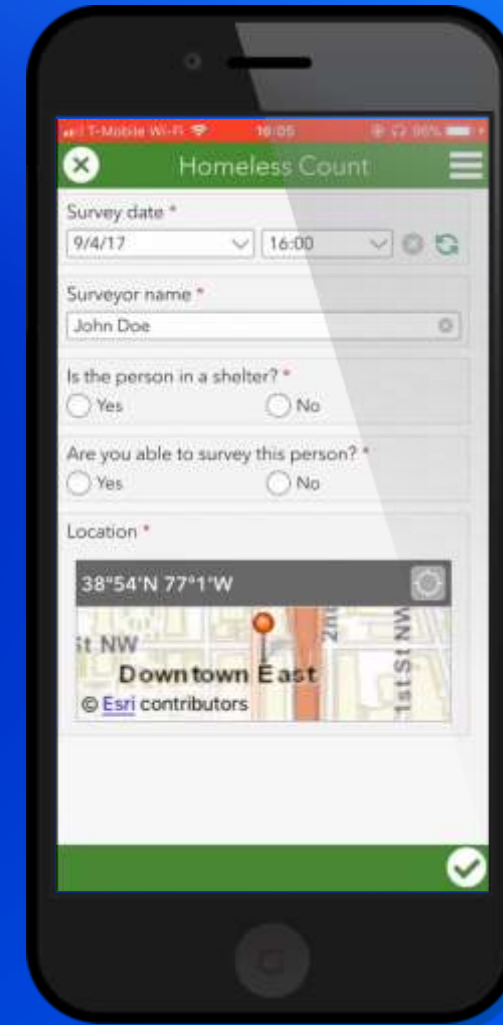 T-Mobile Wi-Fi 16:05 96%
Homeless Count
Survey date *
9/4/17 16:00
Surveyor name *
John Doe
Is the person in a shelter? *
Yes No
Are you able to survey this person? *
Yes No
Location *
38°54'N 77°1'W
St NW
2nd
1st St NW
Downtown East
© Esri contributors